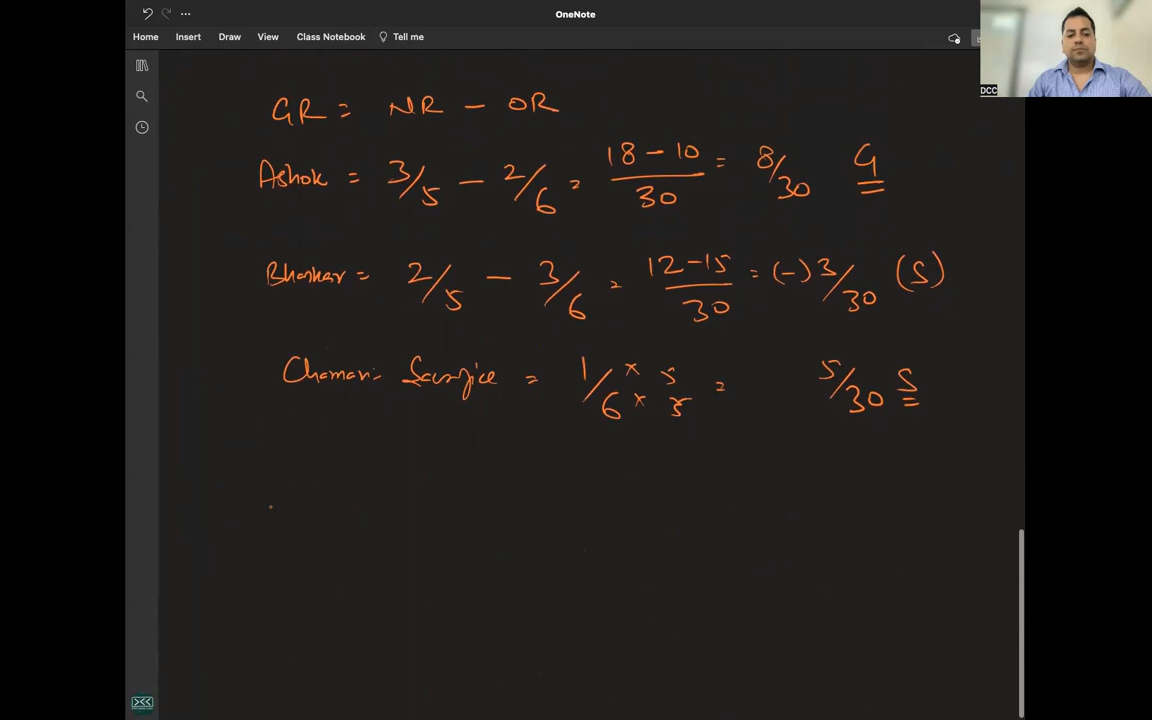 OneNote
Home Insert Draw View Class Notebook Tell me
DCC
GR = NR - OR
Ashok = 3/5 - 2/6 = 18-10/30 = 8/30 G
Bhaskar = 2/5 - 3/6 = 12-15/30 = (-) 3/30 (S)
Chaman's Sacrifice = 1/6 x 5/x 5 = 5/30 S